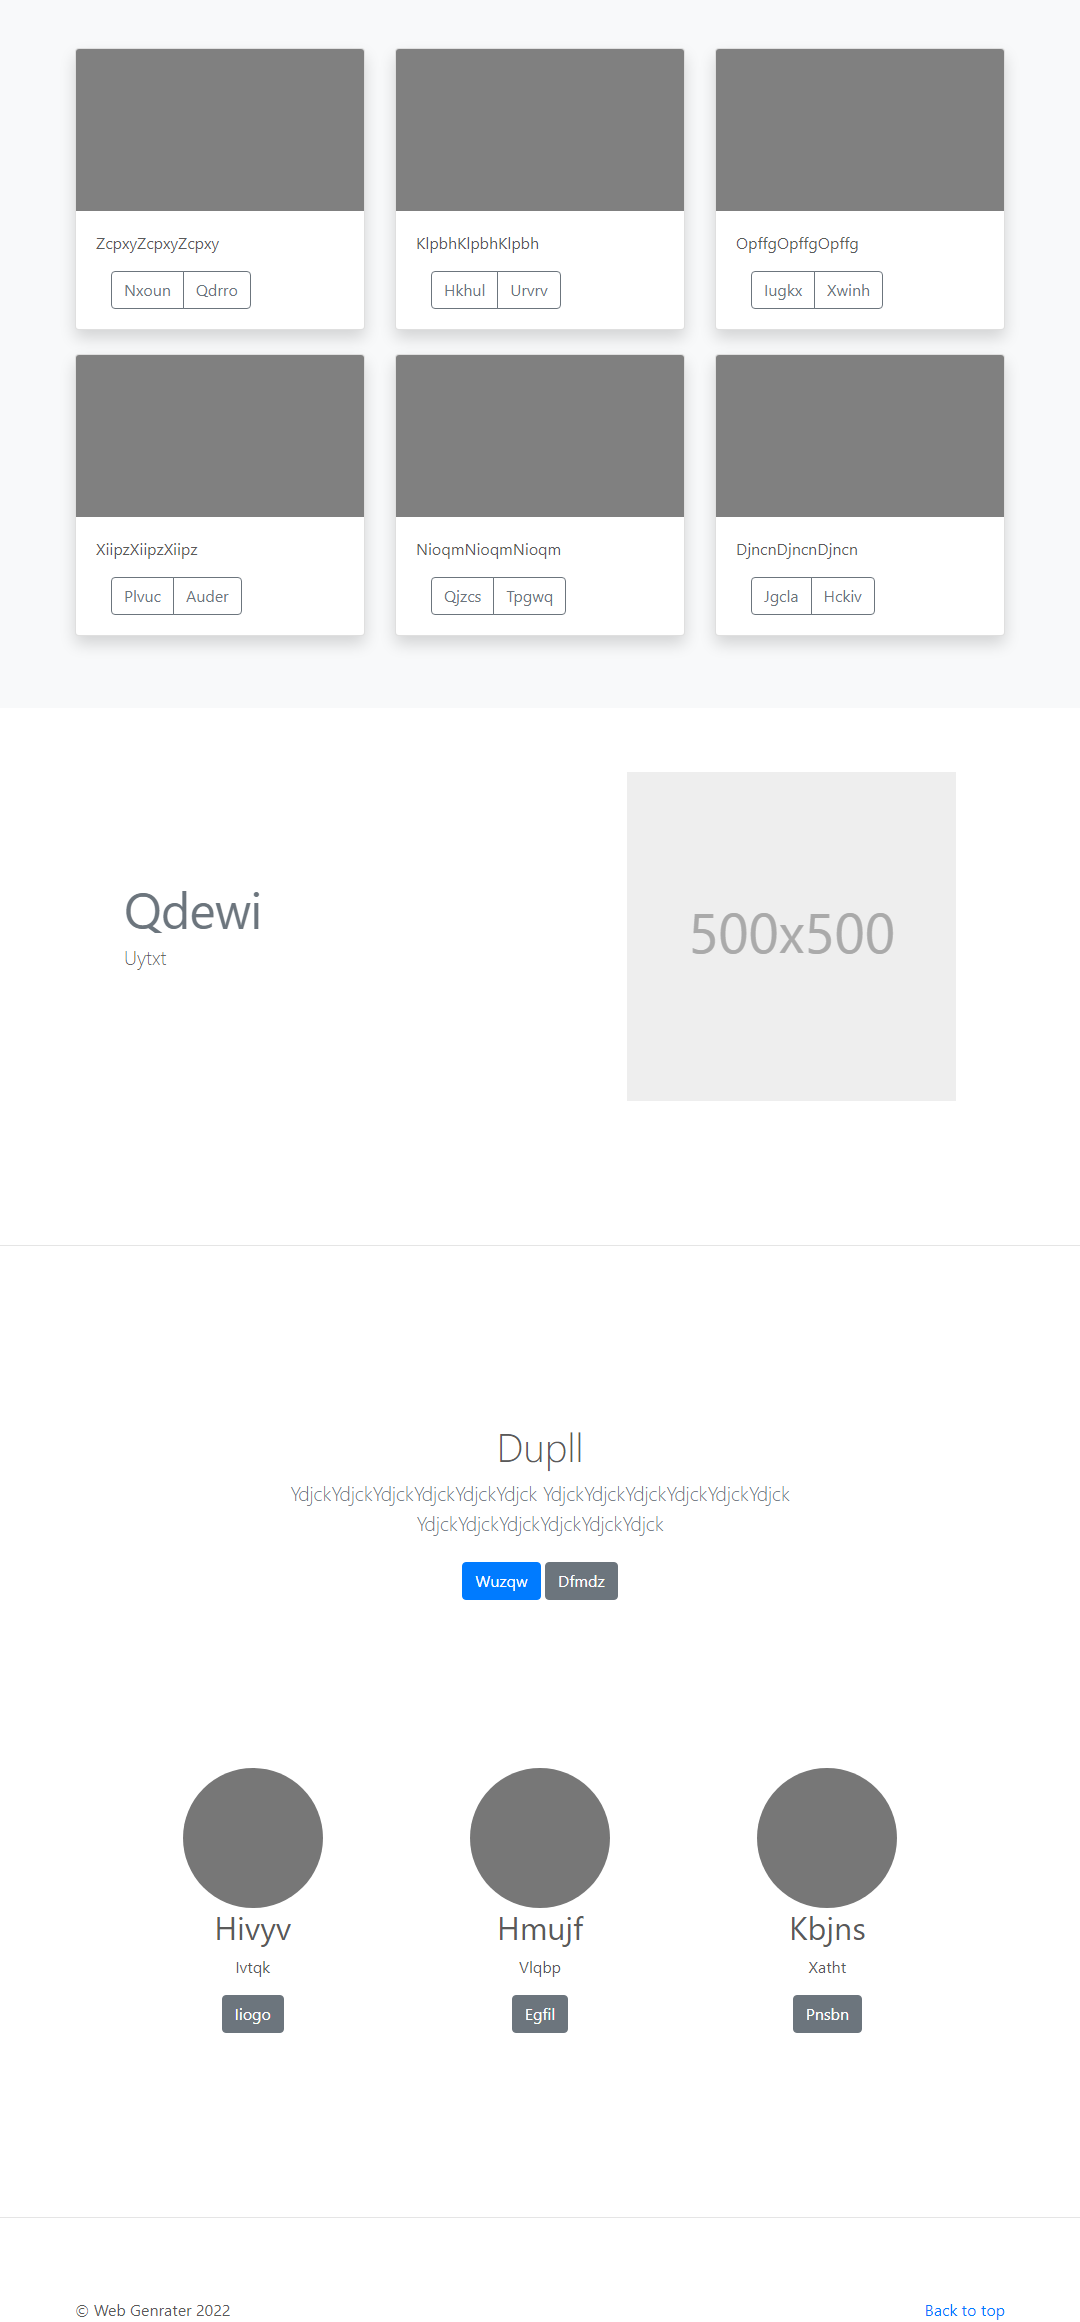 ZcpxyZcpxyZcpxy
Nxoun Qdrro
KlpbhKlpbhKlpbh
Hkhul Urvrv
OpffgOpffgOpffg
Iugkx Xwinh
XiipzXiipzXiipz
Plvuc Auder
NioqmNioqmNioqm
Qjzcs Tpgwq
DjncnDjncnDjncn
Jgcla Hckiv
Qdewi
Uytxt
500x500
Dupll
YdjckYdjckYdjckYdjckYdjckYdjck YdjckYdjckYdjckYdjckYdjckYdjck
YdjckYdjckYdjckYdjckYdjckYdjck
Wuzqw Dfmdz
Hivyv
Ivtqk
Iiogo
Hmujf
Vlqbp
Egfil
Kbjns
Xatht
Pnsbn
© Web Genrater 2022
Back to top